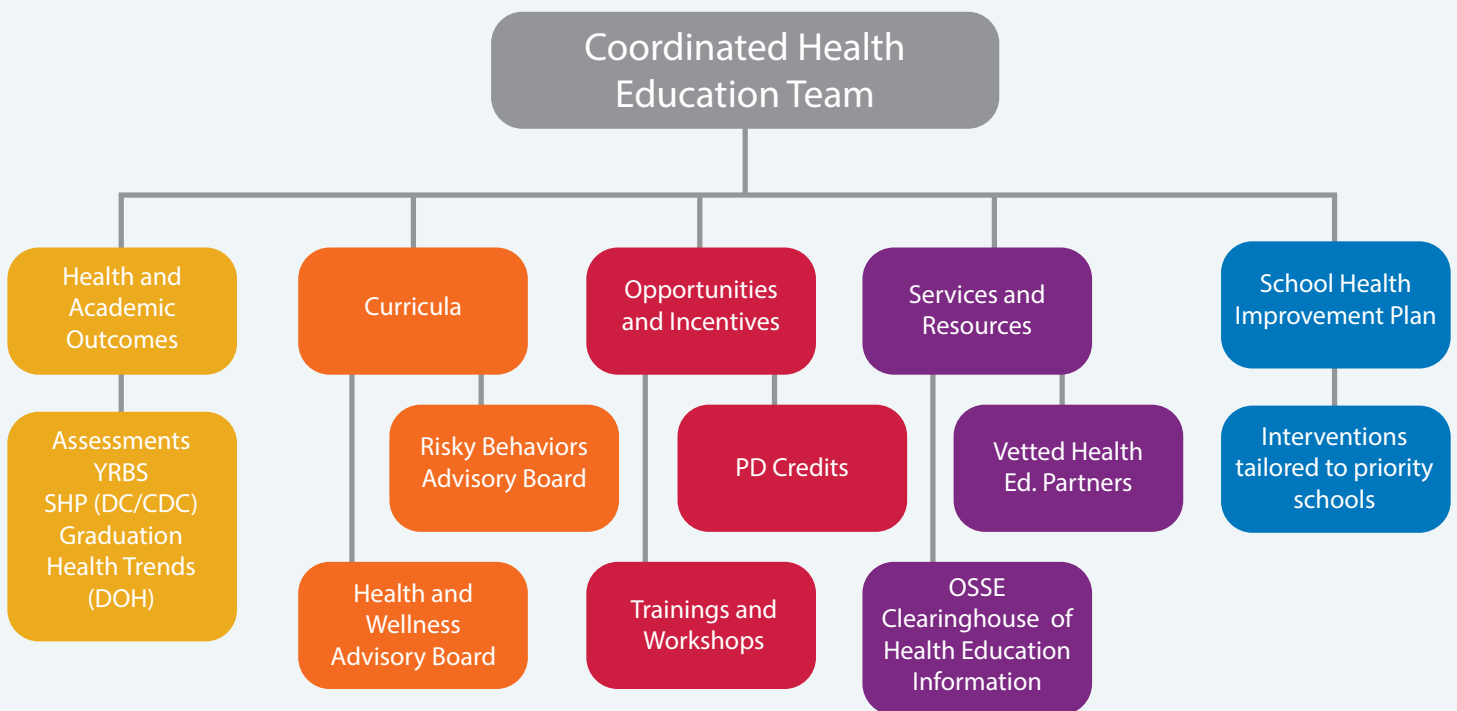 Coordinated Health
Education Team
Health and
Academic
Outcomes
Curricula
Opportunities
and Incentives
Services and
Resources
School Health
Improvement Plan
Assessments
YRBS
SHP (DC/CDC)
Graduation
Health Trends
(DOH)
Risky Behaviors
Advisory Board
Health and
Wellness
Advisory Board
PD Credits
Trainings and
Workshops
Vetted Health
Ed. Partners
OSSE
Clearinghouse of
Health Education
Information
Interventions
tailored to priority
schools